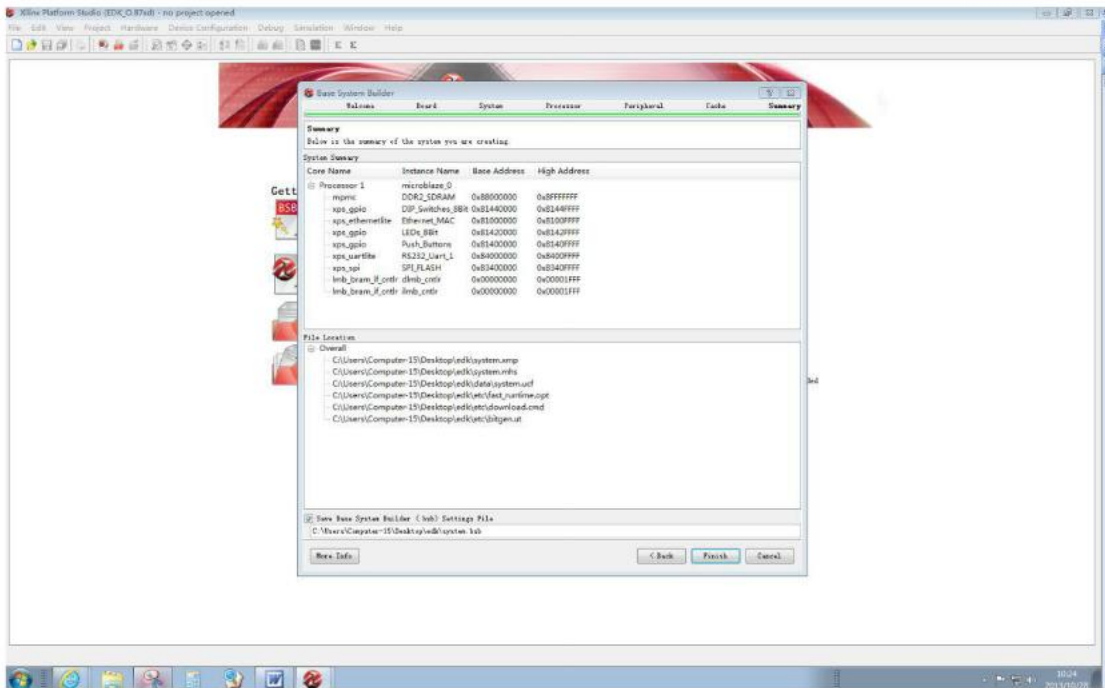 Xilinx Platform Studio (EDK_O.87xd) - no project opened
File Edit View Project Hardware Device Configuration Debug Simulation Window Help
Base System Builder
Welcome Board System Processor Peripheral Cache Summary
Summary
Below is the summary of the system you are creating.
System Summary
Core Name Instance Name Base Address High Address
Processor 1 microblaze_0
mpmc DDR2_SDRAM 0x88000000 0x8FFFFFFF
xps_gpio DIP_Switches_8Bit 0x81440000 0x8144FFFF
xps_ethernetlite Ethernet_MAC 0x81000000 0x8100FFFF
xps_gpio LEDs_8Bit 0x81420000 0x8142FFFF
xps_gpio Push_Buttons 0x81400000 0x8140FFFF
xps_uartlite RS232_Uart_1 0x84000000 0x8400FFFF
xps_spi SPI_FLASH 0x83400000 0x8340FFFF
lmb_bram_if_cntlr dlmb_cntlr 0x00000000 0x00001FFF
lmb_bram_if_cntlr ilmb_cntlr 0x00000000 0x00001FFF
Gett
BSB
File Location
Overall
C:\Users\Computer-15\Desktop\edk\system.xmp
C:\Users\Computer-15\Desktop\edk\system.mhs
C:\Users\Computer-15\Desktop\edk\data\system.ucf
C:\Users\Computer-15\Desktop\edk\etc\fast_runtime.opt
C:\Users\Computer-15\Desktop\edk\etc\download.cmd
C:\Users\Computer-15\Desktop\edk\etc\bitgen.ut
Save Base System Builder (.bsb) Settings File
C:\Users\Computer-15\Desktop\edk\system.bsb
More Info < Back Finish Cancel
10:24
2013/10/28